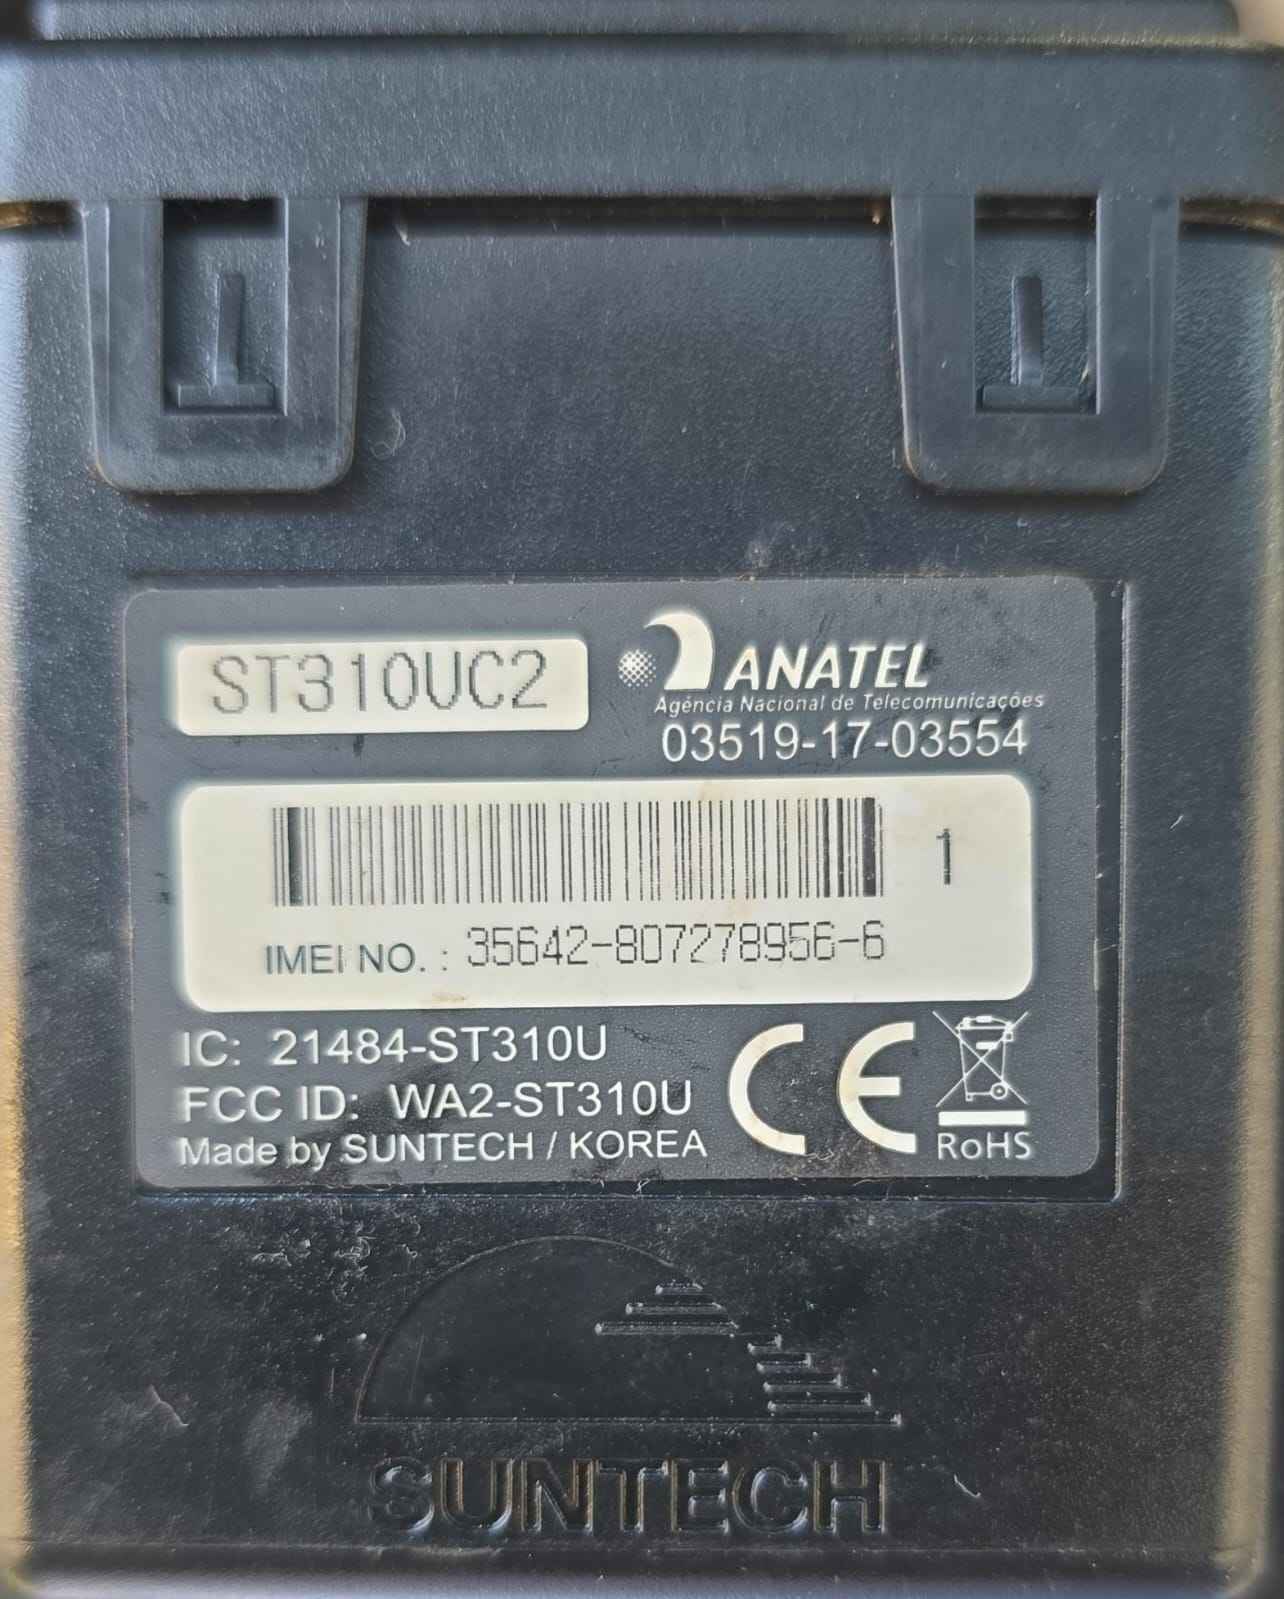 ST310UC2
ANATEL
Agência Nacional de Telecomunicações
03519-17-03554
1
IMEI NO. : 35642-807278956-6
IC: 21484-ST310U
FCC ID: WA2-ST310U
Made by SUNTECH / KOREA
CE
RoHS
SUNTECH